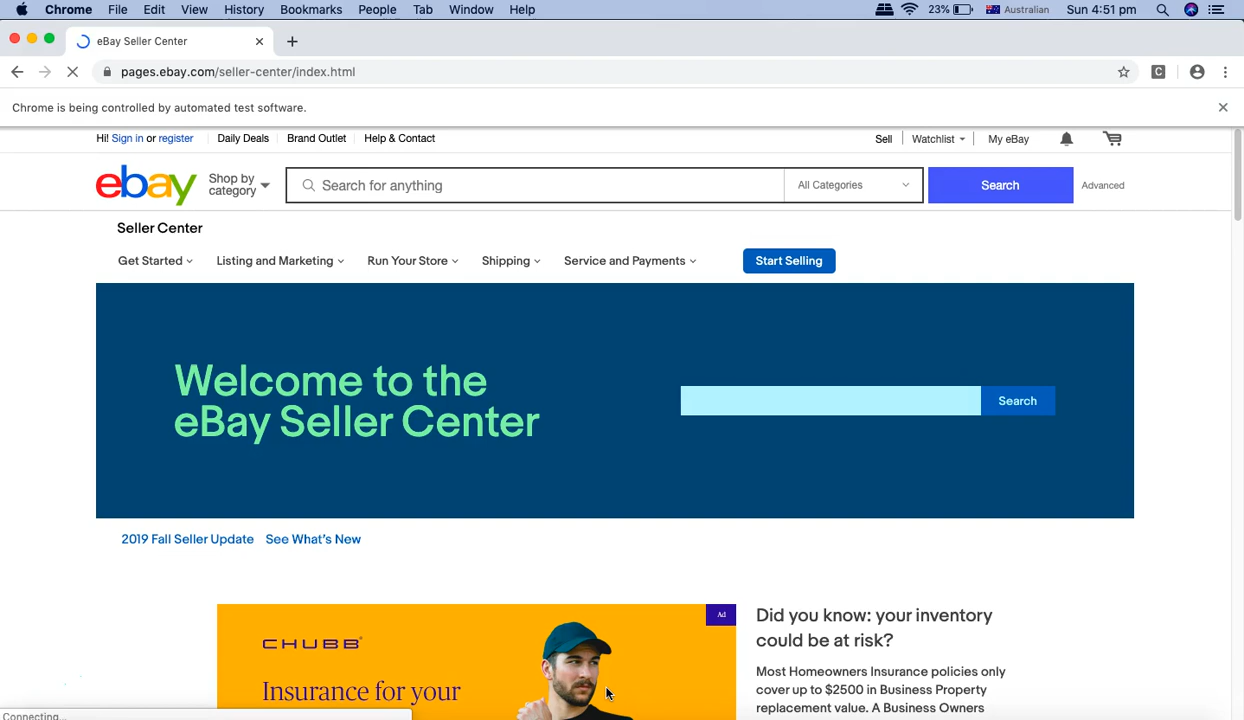 Chrome File Edit View History Bookmarks People Tab Window Help 23% Australian Sun 4:51 pm
eBay Seller Center
pages.ebay.com/seller-center/index.html
Chrome is being controlled by automated test software.
Hi! Sign in or register Daily Deals Brand Outlet Help & Contact Sell Watchlist My eBay
ebay Shop by category Search for anything All Categories Search Advanced
Seller Center
Get Started Listing and Marketing Run Your Store Shipping Service and Payments Start Selling
Welcome to the
eBay Seller Center
Search
2019 Fall Seller Update See What's New
Ad
CHUBB®
Insurance for your
Did you know: your inventory
could be at risk?
Most Homeowners Insurance policies only
cover up to $2500 in Business Property
replacement value. A Business Owners
Connecting...